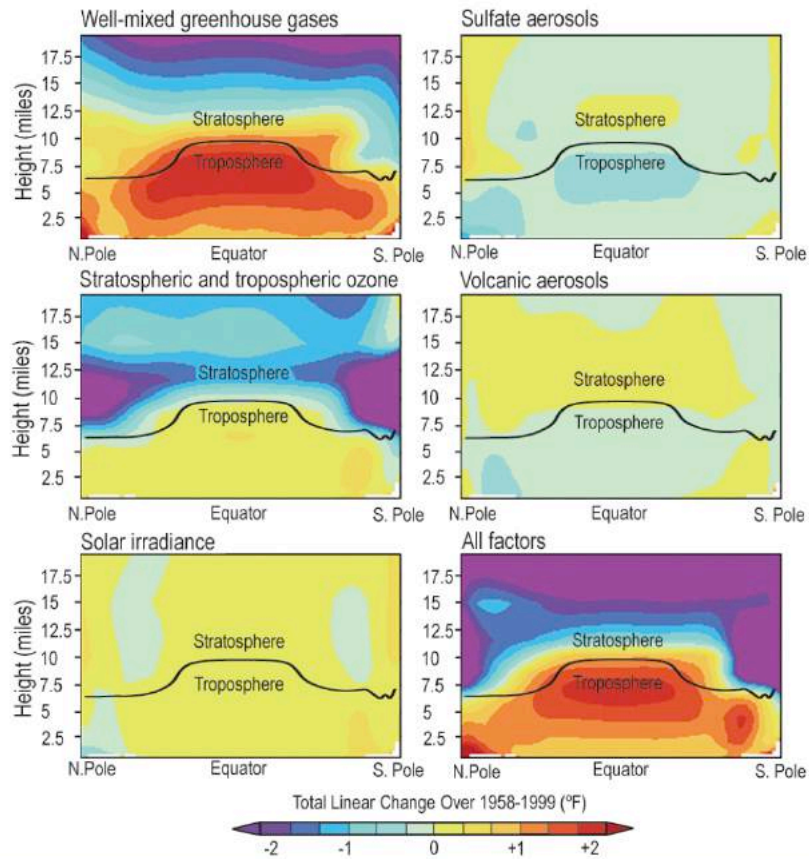 Well-mixed greenhouse gases
Sulfate aerosols
Height (miles)
17.5
15
12.5
10
7.5
5
2.5
Stratosphere
Troposphere
N.Pole Equator S. Pole
17.5
15
12.5
10
7.5
5
2.5
Stratosphere
Troposphere
N.Pole Equator S. Pole
Stratospheric and tropospheric ozone
Volcanic aerosols
Height (miles)
17.5
15
12.5
10
7.5
5
2.5
Stratosphere
Troposphere
N.Pole Equator S. Pole
17.5
15
12.5
10
7.5
5
2.5
Stratosphere
Troposphere
N.Pole Equator S. Pole
Solar irradiance
All factors
Height (miles)
17.5
15
12.5
10
7.5
5
2.5
Stratosphere
Troposphere
N.Pole Equator S. Pole
17.5
15
12.5
10
7.5
5
2.5
Stratosphere
Troposphere
N.Pole Equator S. Pole
Total Linear Change Over 1958-1999 (ºF)
-2 -1 0 +1 +2